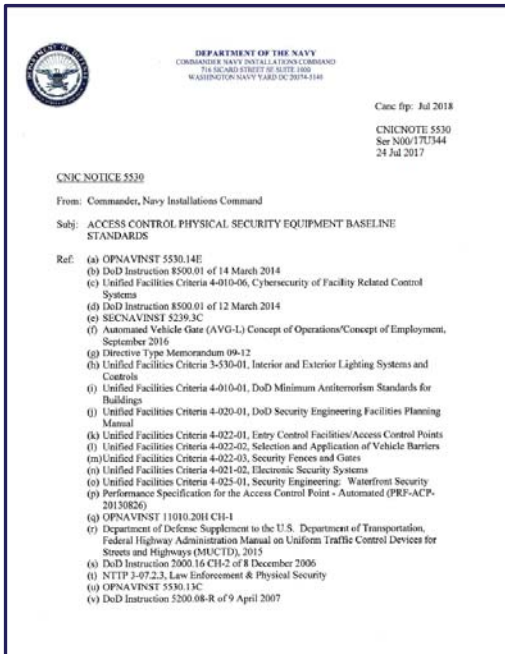 DEPARTMENT OF THE NAVY
COMMANDER NAVY INSTALLATIONS COMMAND
716 SICARD STREET SE SUITE 1000
WASHINGTON NAVY YARD DC 20374-5140
Canc frp: Jul 2018
CNICNOTE 5530
Ser N00/17U344
24 Jul 2017
CNIC NOTICE 5530
From: Commander, Navy Installations Command
Subj: ACCESS CONTROL PHYSICAL SECURITY EQUIPMENT BASELINE
STANDARDS
Ref: (a) OPNAVINST 5530.14E
(b) DoD Instruction 8500.01 of 14 March 2014
(c) Unified Facilities Criteria 4-010-06, Cybersecurity of Facility Related Control
Systems
(d) DoD Instruction 8500.01 of 12 March 2014
(e) SECNAVINST 5239.3C
(f) Automated Vehicle Gate (AVG-L) Concept of Operations/Concept of Employment,
September 2016
(g) Directive Type Memorandum 09-12
(h) Unified Facilities Criteria 3-530-01, Interior and Exterior Lighting Systems and
Controls
(i) Unified Facilities Criteria 4-010-01, DoD Minimum Antiterrorism Standards for
Buildings
(j) Unified Facilities Criteria 4-020-01, DoD Security Engineering Facilities Planning
Manual
(k) Unified Facilities Criteria 4-022-01, Entry Control Facilities/Access Control Points
(l) Unified Facilities Criteria 4-022-02, Selection and Application of Vehicle Barriers
(m)Unified Facilities Criteria 4-022-03, Security Fences and Gates
(n) Unified Facilities Criteria 4-021-02, Electronic Security Systems
(o) Unified Facilities Criteria 4-025-01, Security Engineering: Waterfront Security
(p) Performance Specification for the Access Control Point - Automated (PRF-ACP-
20130826)
(q) OPNAVINST 11010.20H CH-1
(r) Department of Defense Supplement to the U.S. Department of Transportation,
Federal Highway Administration Manual on Uniform Traffic Control Devices for
Streets and Highways (MUCTD), 2015
(s) DoD Instruction 2000.16 CH-2 of 8 December 2006
(t) NTTP 3-07.2.3, Law Enforcement & Physical Security
(u) OPNAVINST 5530.13C
(v) DoD Instruction 5200.08-R of 9 April 2007